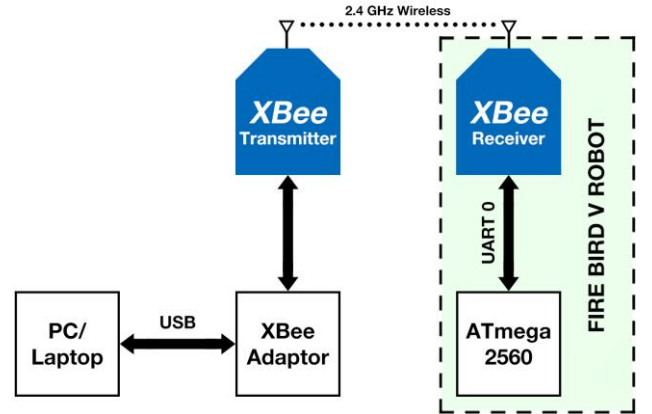 2.4 GHz Wireless
XBee
Transmitter
XBee
Receiver
UART 0
FIRE BIRD V ROBOT
PC/
Laptop
USB
XBee
Adaptor
ATmega
2560